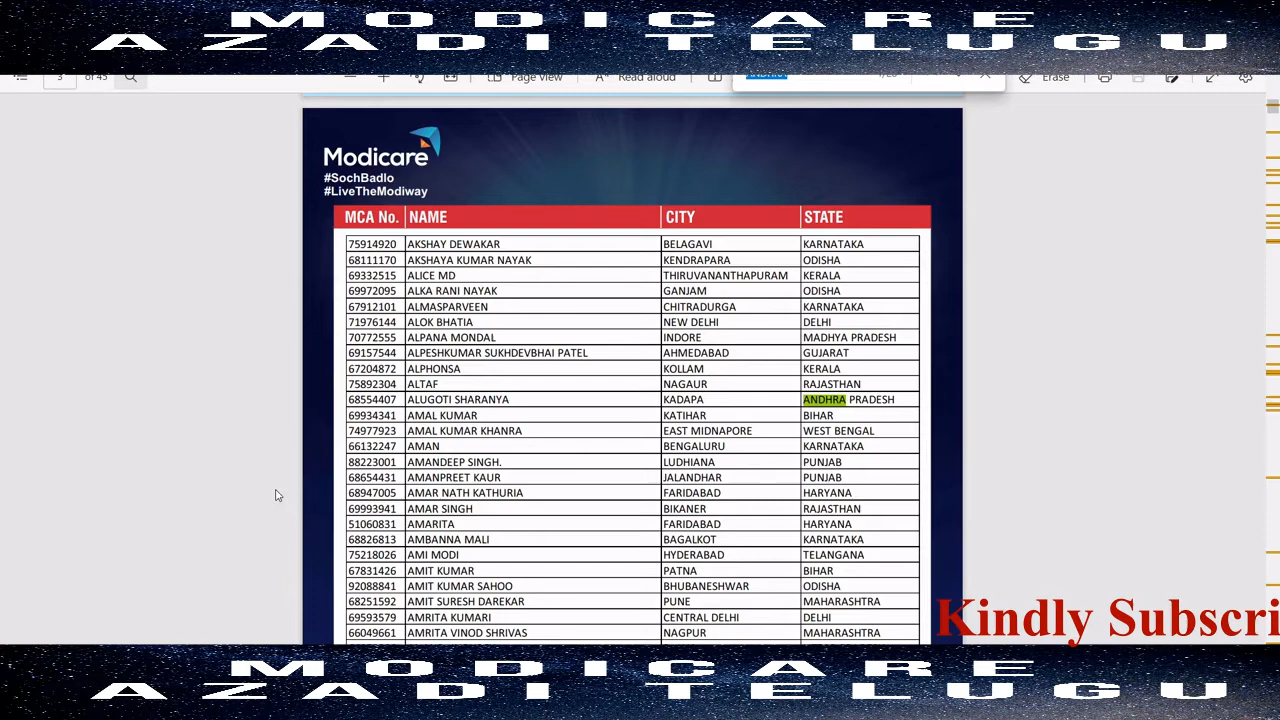 MODICARE
AZADI TELUGU
3 of 45 Page view Read aloud ANDHRA Erase
Modicare
#SochBadlo
#LiveTheModiway
MCA No. NAME CITY STATE
75914920 AKSHAY DEWAKAR BELAGAVI KARNATAKA
68111170 AKSHAYA KUMAR NAYAK KENDRAPARA ODISHA
69332515 ALICE MD THIRUVANANTHAPURAM KERALA
69972095 ALKA RANI NAYAK GANJAM ODISHA
67912101 ALMASPARVEEN CHITRADURGA KARNATAKA
71976144 ALOK BHATIA NEW DELHI DELHI
70772555 ALPANA MONDAL INDORE MADHYA PRADESH
69157544 ALPESHKUMAR SUKHDEVBHAI PATEL AHMEDABAD GUJARAT
67204872 ALPHONSA KOLLAM KERALA
75892304 ALTAF NAGAUR RAJASTHAN
68554407 ALUGOTI SHARANYA KADAPA ANDHRA PRADESH
69934341 AMAL KUMAR KATIHAR BIHAR
74977923 AMAL KUMAR KHANRA EAST MIDNAPORE WEST BENGAL
66132247 AMAN BENGALURU KARNATAKA
88223001 AMANDEEP SINGH. LUDHIANA PUNJAB
68654431 AMANPREET KAUR JALANDHAR PUNJAB
68947005 AMAR NATH KATHURIA FARIDABAD HARYANA
69993941 AMAR SINGH BIKANER RAJASTHAN
51060831 AMARITA FARIDABAD HARYANA
68826813 AMBANNA MALI BAGALKOT KARNATAKA
75218026 AMI MODI HYDERABAD TELANGANA
67831426 AMIT KUMAR PATNA BIHAR
92088841 AMIT KUMAR SAHOO BHUBANESHWAR ODISHA
68251592 AMIT SURESH DAREKAR PUNE MAHARASHTRA
69593579 AMRITA KUMARI CENTRAL DELHI DELHI
66049661 AMRITA VINOD SHRIVAS NAGPUR MAHARASHTRA
Kindly Subscri
MODICARE
AZADI TELUGU